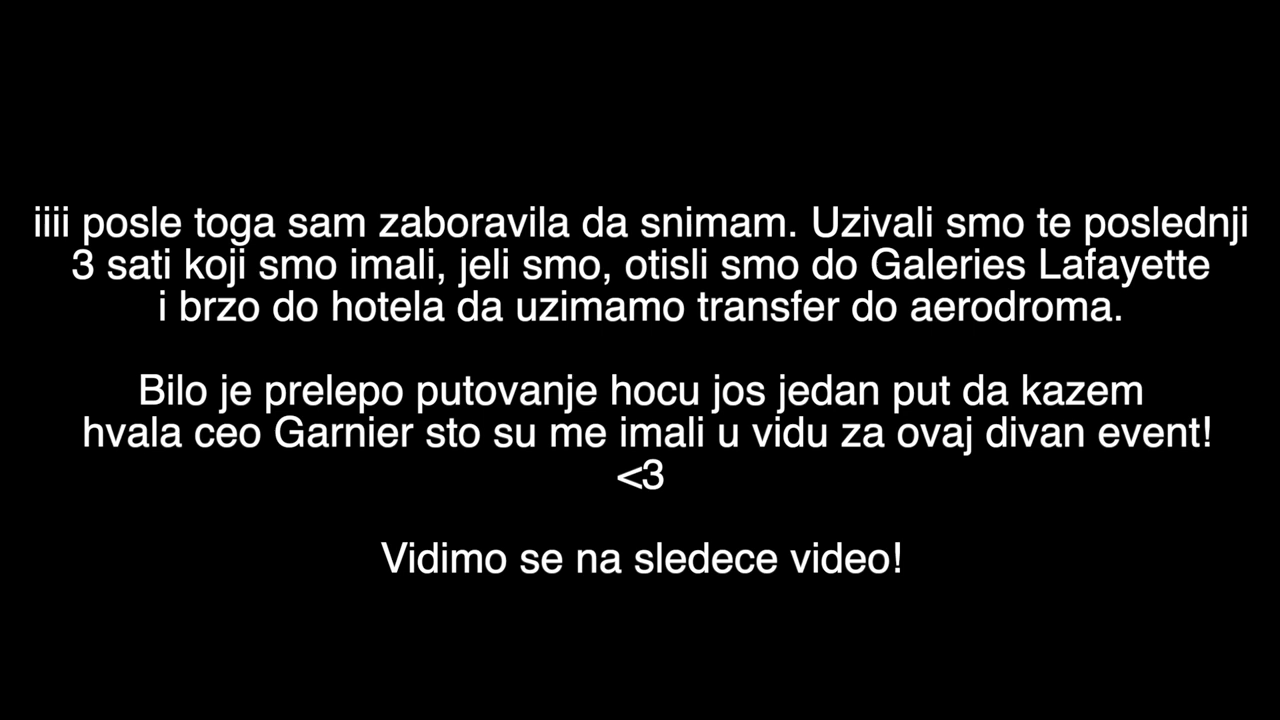 iiii posle toga sam zaboravila da snimam. Uzivali smo te poslednji
3 sati koji smo imali, jeli smo, otisli smo do Galeries Lafayette
i brzo do hotela da uzimamo transfer do aerodroma.
Bilo je prelepo putovanje hocu jos jedan put da kazem
hvala ceo Garnier sto su me imali u vidu za ovaj divan event!
<3
Vidimo se na sledece video!